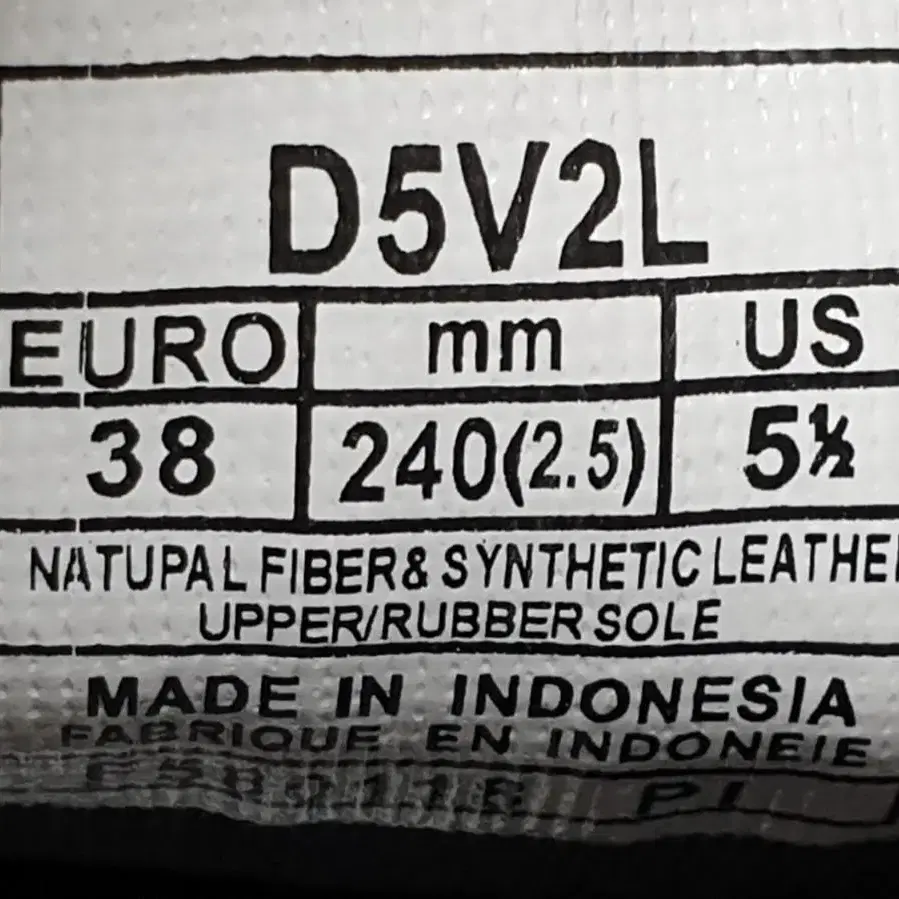 D5V2L
EURO mm US
38 240(2.5) 5½
NATUPAL FIBER& SYNTHETIC LEATHE
UPPER/RUBBER SOLE
MADE IN INDONESIA
FABRIQUE EN INDONEIE